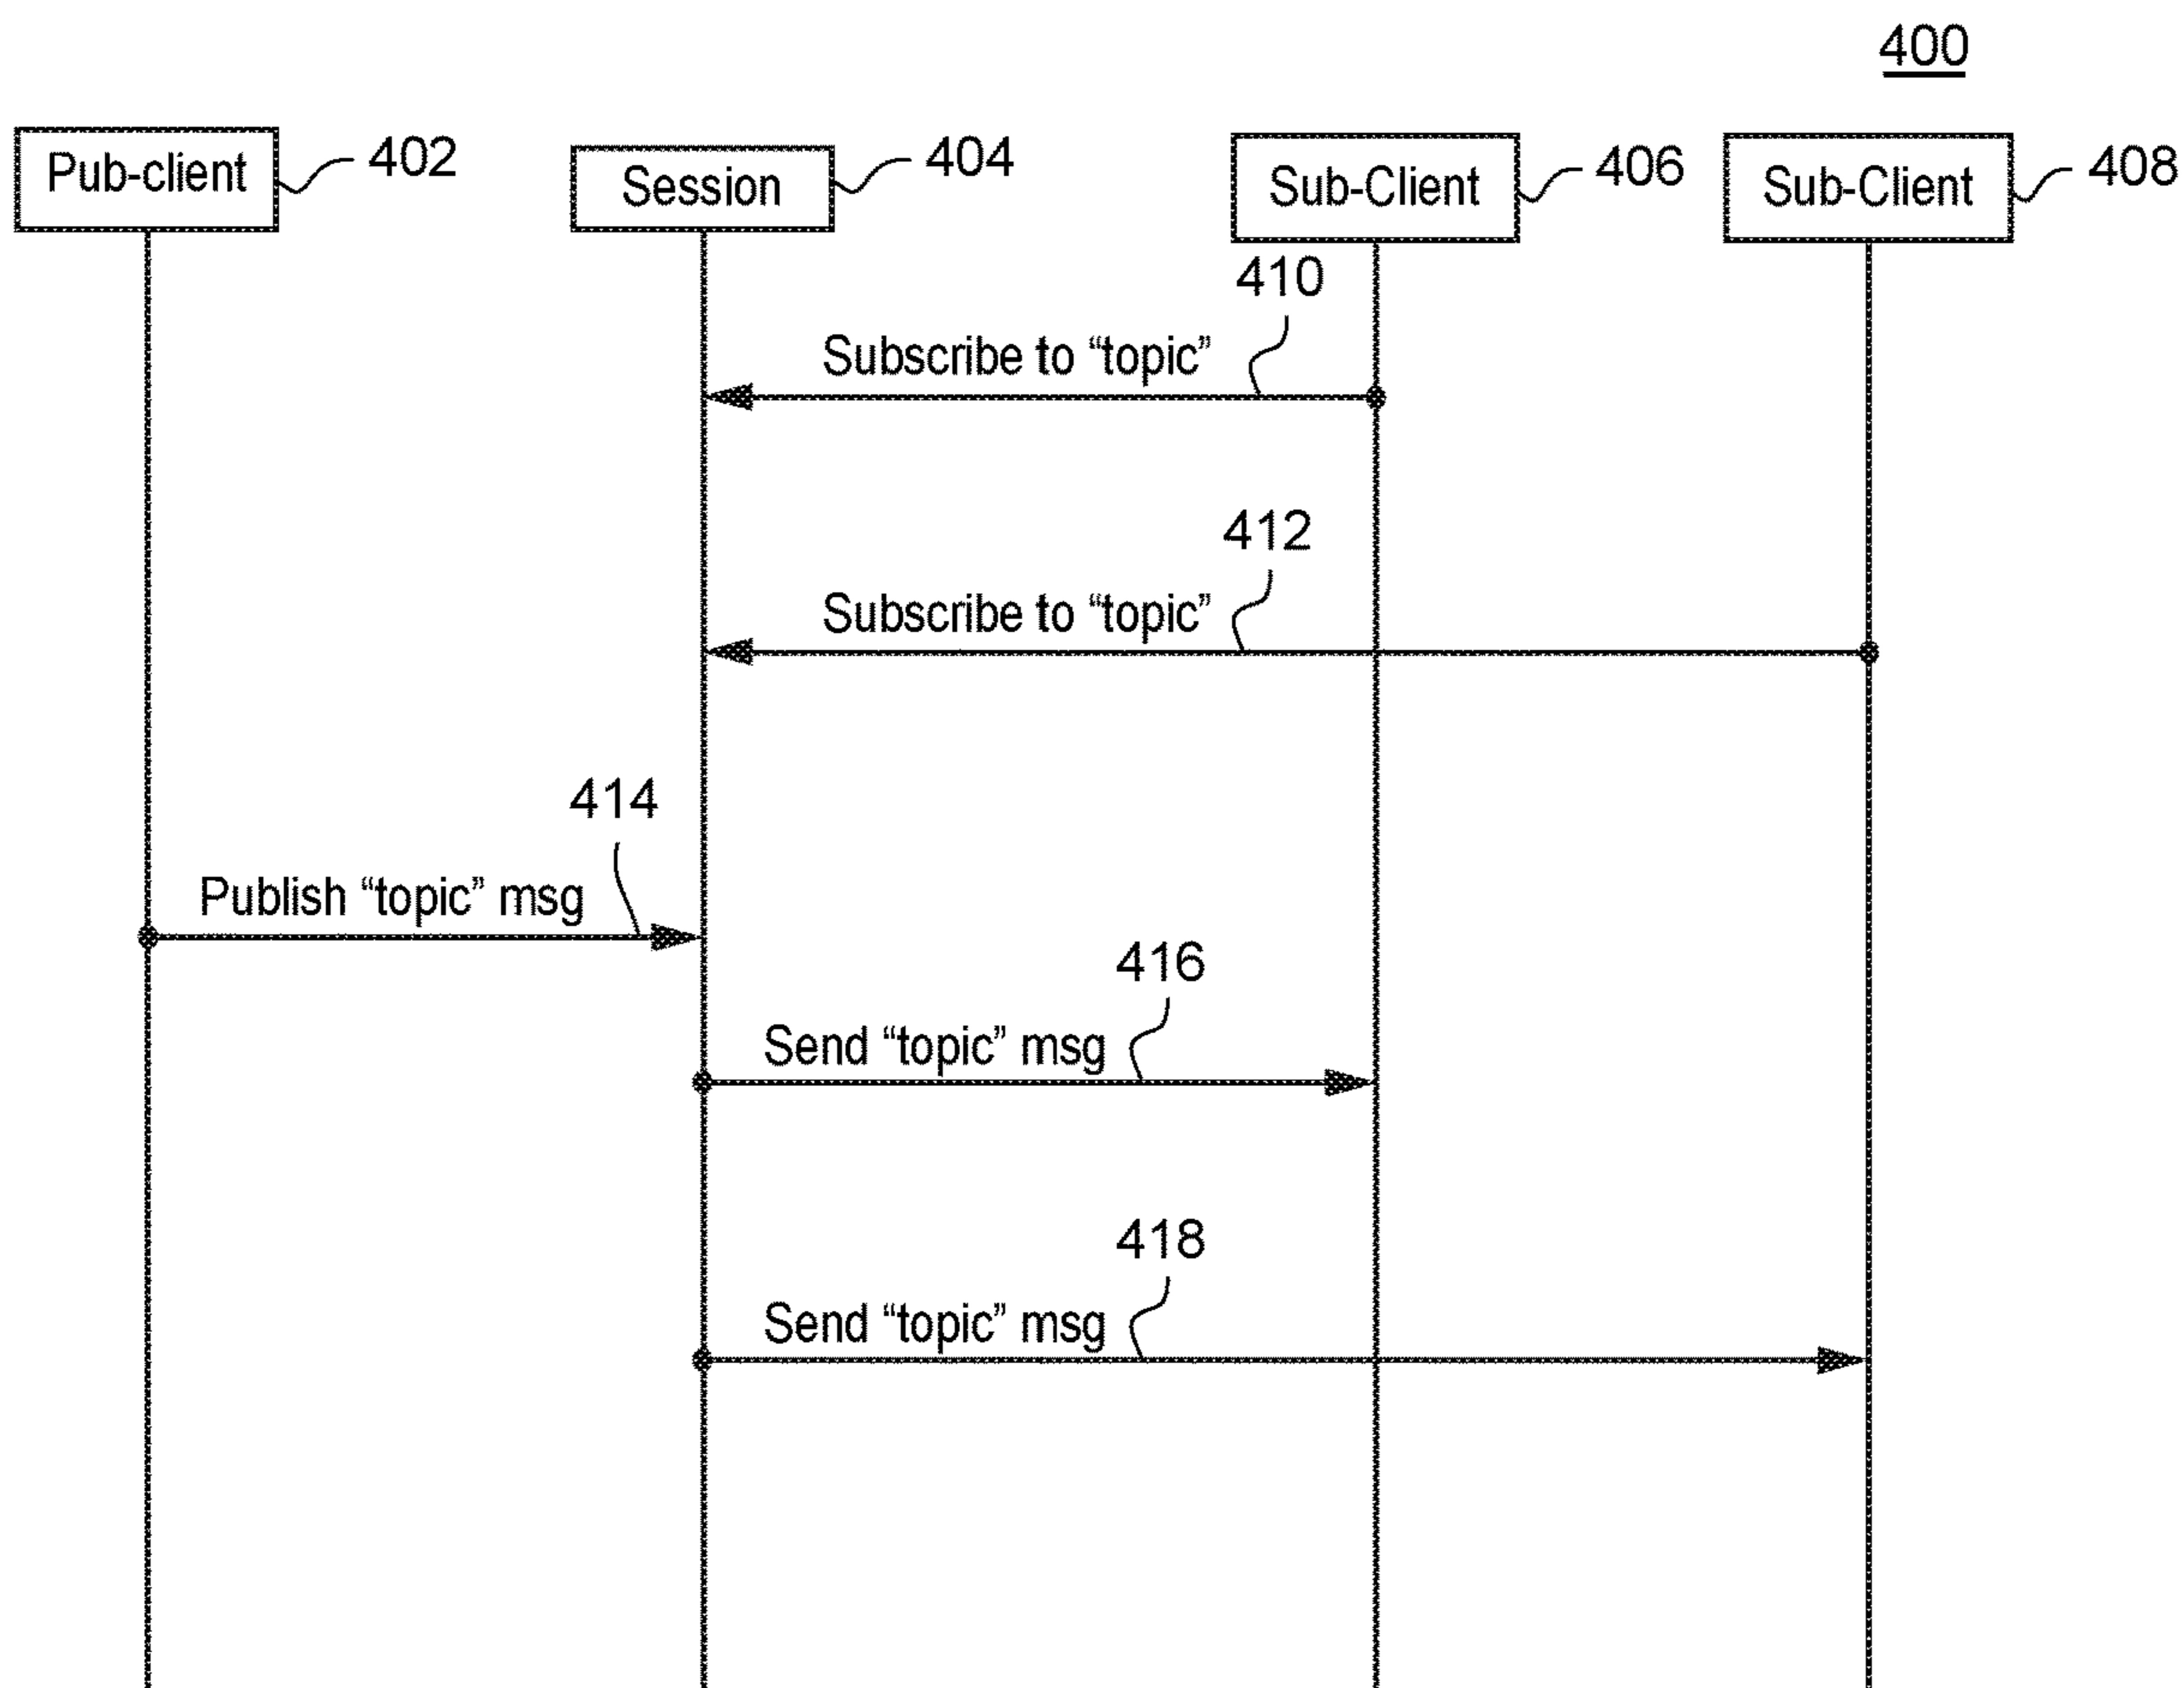 400
Pub-client
402
Session
404
Sub-Client
406
Sub-Client
408
410
Subscribe to “topic”
412
Subscribe to “topic”
414
Publish “topic” msg
416
Send “topic” msg
418
Send “topic” msg